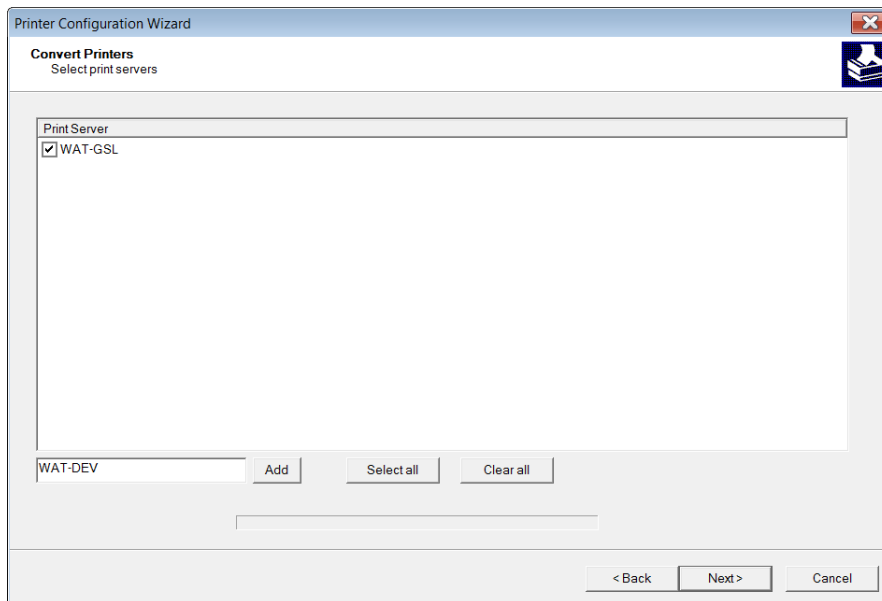 Printer Configuration Wizard
Convert Printers
Select print servers
Print Server
WAT-GSL
WAT-DEV
Add
Select all
Clear all
< Back
Next >
Cancel